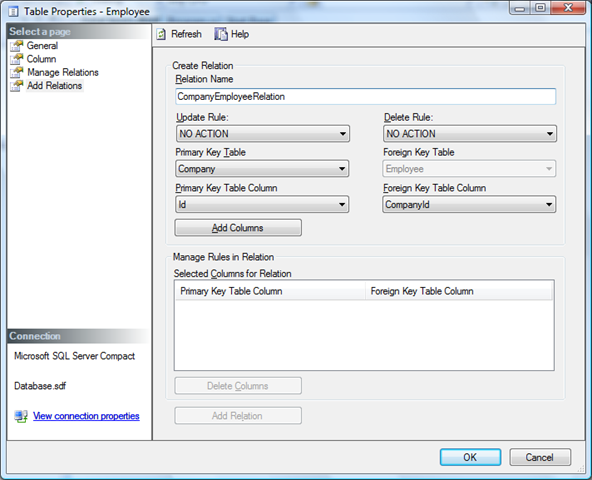 Table Properties - Employee
Select a page
General
Column
Manage Relations
Add Relations
Refresh Help
Create Relation
Relation Name
CompanyEmployeeRelation
Update Rule: Delete Rule:
NO ACTION NO ACTION
Primary Key Table Foreign Key Table
Company Employee
Primary Key Table Column Foreign Key Table Column
Id CompanyId
Add Columns
Manage Rules in Relation
Selected Columns for Relation
Primary Key Table Column Foreign Key Table Column
Delete Columns
Add Relation
Connection
Microsoft SQL Server Compact
Database.sdf
View connection properties
OK Cancel